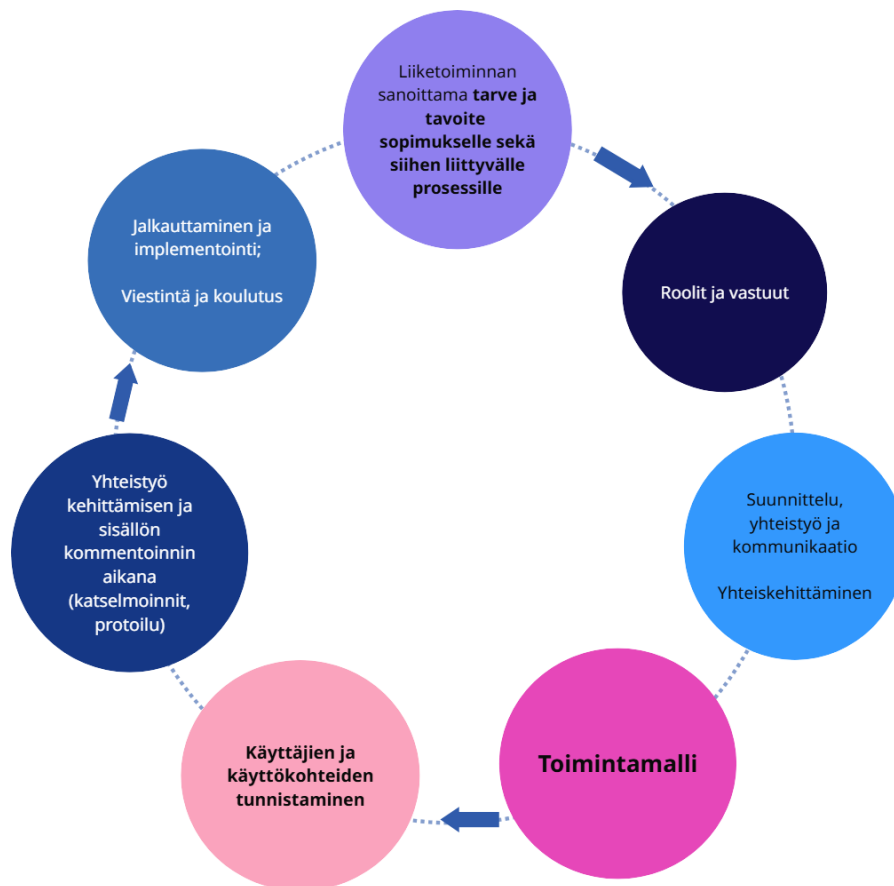 Liiketoiminnan
sanoittama tarve ja
tavoite
sopimukselle sekä
siihen liittyvälle
prosessille
Roolit ja vastuut
Suunnittelu,
yhteistyö ja
kommunikaatio
Yhteiskehittäminen
Toimintamalli
Käyttäjien ja
käyttökohteiden
tunnistaminen
Yhteistyö
kehittämisen ja
sisällön
kommentoinnin
aikana
(katselmoinnit,
protoilu)
Jalkauttaminen ja
implementointi;
Viestintä ja koulutus